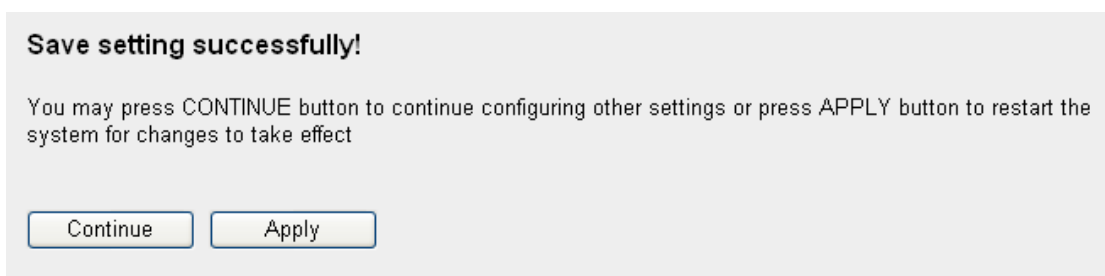 Save setting successfully!
You may press CONTINUE button to continue configuring other settings or press APPLY button to restart the
system for changes to take effect
Continue
Apply